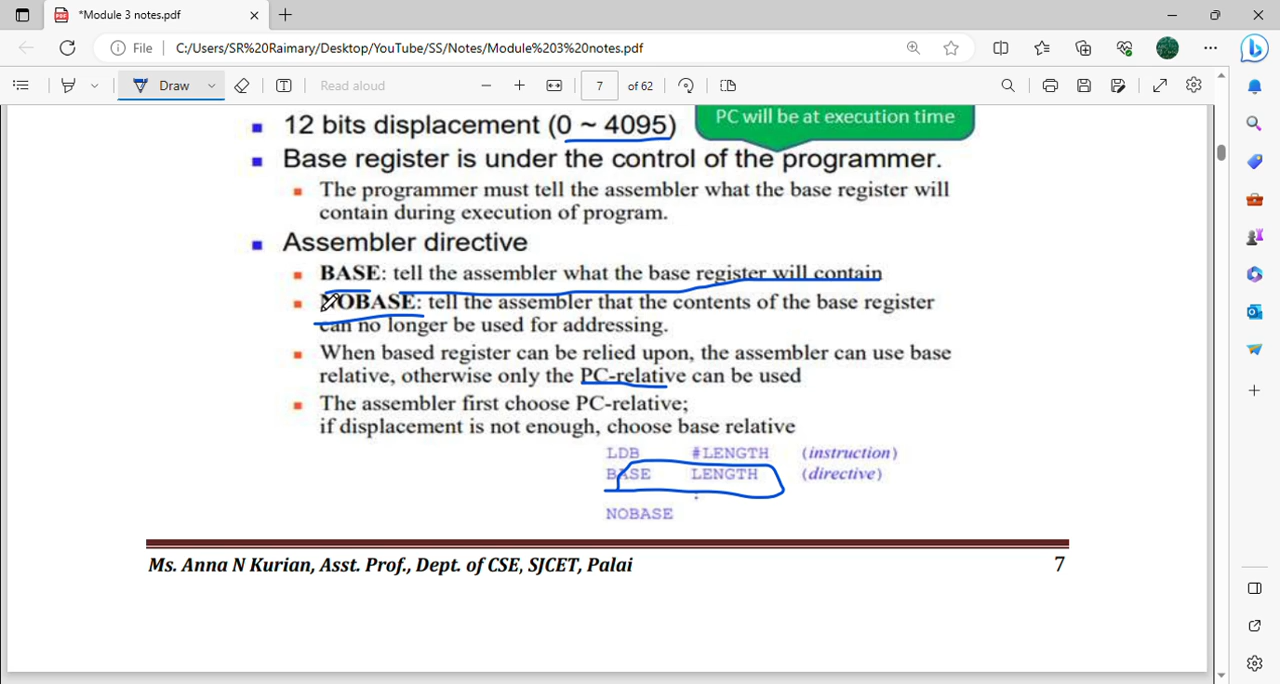 *Module 3 notes.pdf
File
C:/Users/SR%20Raimary/Desktop/YouTube/SS/Notes/Module%203%20notes.pdf
Draw
Read aloud
7 of 62
12 bits displacement (0 ~ 4095)
PC will be at execution time
Base register is under the control of the programmer.
The programmer must tell the assembler what the base register will
contain during execution of program.
Assembler directive
BASE: tell the assembler what the base register will contain
NOBASE: tell the assembler that the contents of the base register
can no longer be used for addressing.
When based register can be relied upon, the assembler can use base
relative, otherwise only the PC-relative can be used
The assembler first choose PC-relative;
if displacement is not enough, choose base relative
LDB #LENGTH (instruction)
BASE LENGTH (directive)
:
NOBASE
Ms. Anna N Kurian, Asst. Prof., Dept. of CSE, SJCET, Palai 7